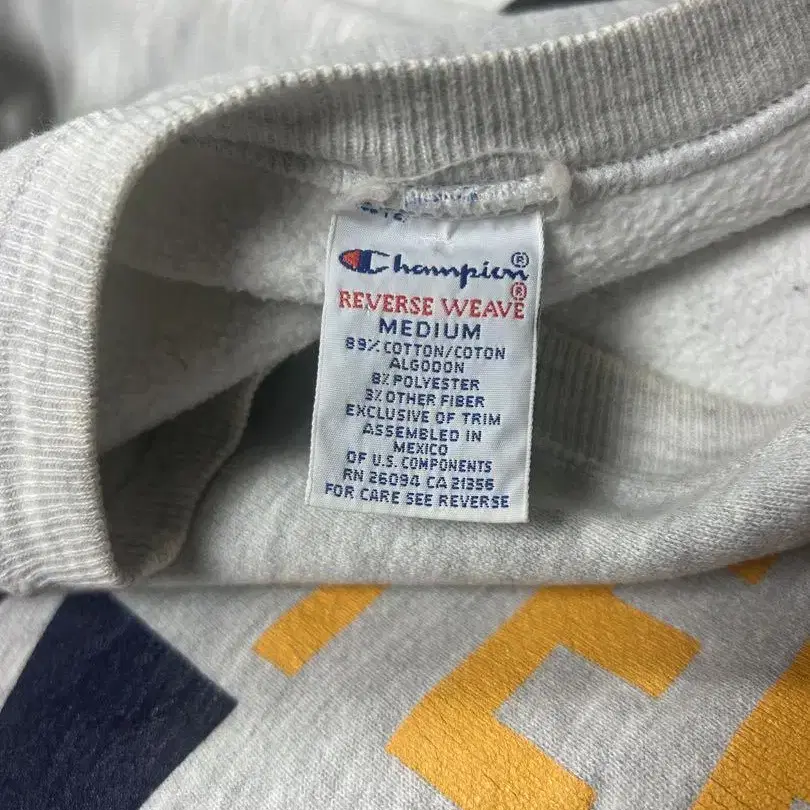 Champion®
REVERSE WEAVE®
MEDIUM
89% COTTON/COTON
ALGODON
8% POLYESTER
3% OTHER FIBER
EXCLUSIVE OF TRIM
ASSEMBLED IN
MEXICO
OF U.S. COMPONENTS
RN 26094 CA 21356
FOR CARE SEE REVERSE